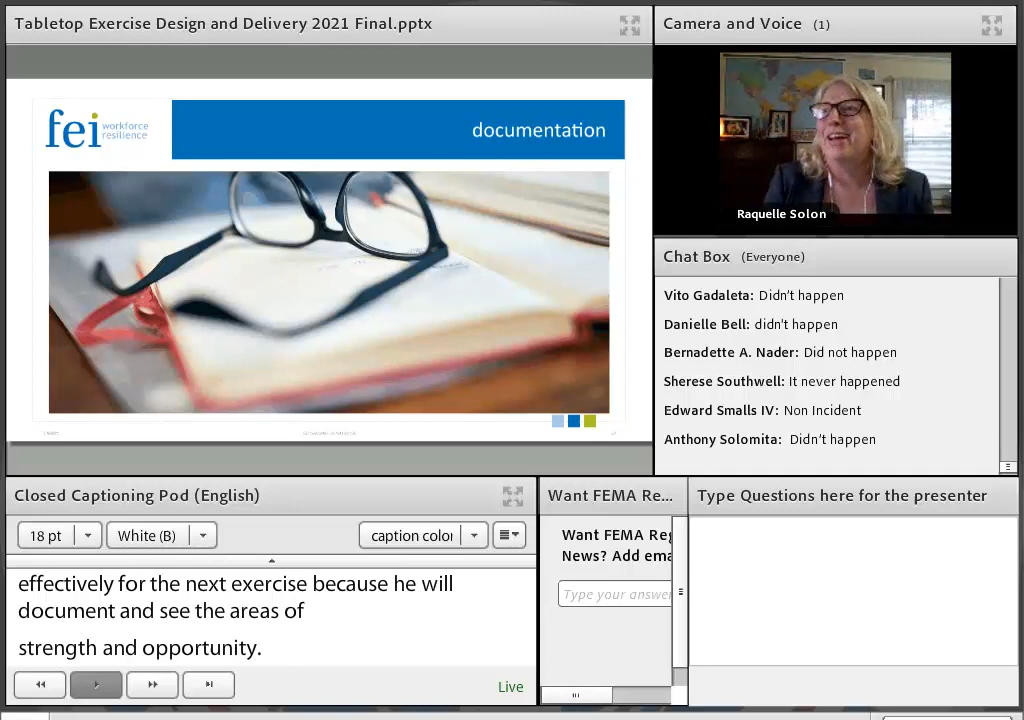 Tabletop Exercise Design and Delivery 2021 Final.pptx
fei workforce
resilience
documentation
Camera and Voice (1)
Raquelle Solon
Chat Box (Everyone)
Vito Gadaleta: Didn't happen
Danielle Bell: didn't happen
Bernadette A. Nader: Did not happen
Sherese Southwell: It never happened
Edward Smalls IV: Non Incident
Anthony Solomita: Didn't happen
Closed Captioning Pod (English)
18 pt
White (B)
caption color
effectively for the next exercise because he will
document and see the areas of
strength and opportunity.
Live
Want FEMA Re...
Want FEMA Reg
News? Add ema
Type your answer
Type Questions here for the presenter